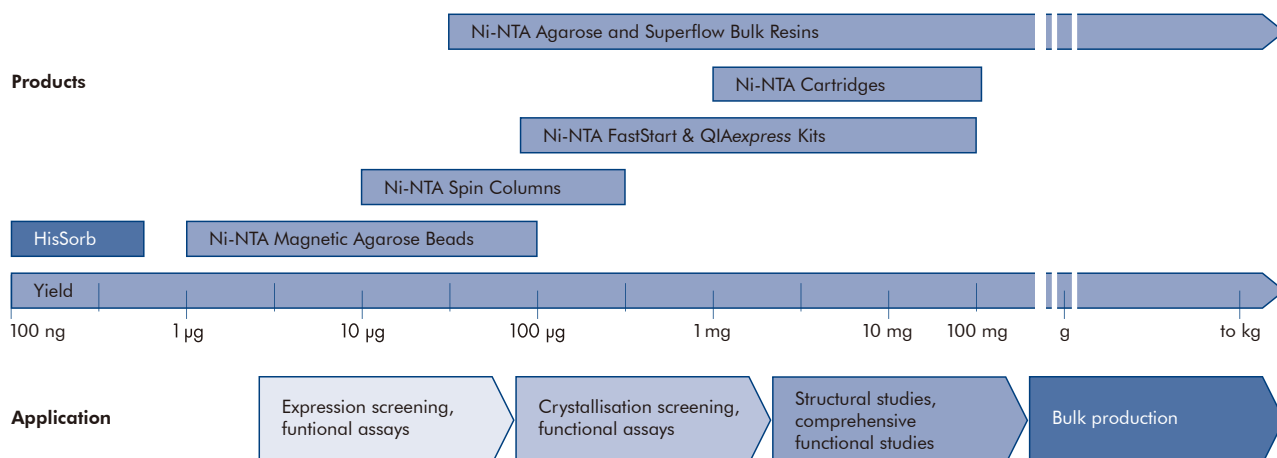 Ni-NTA Agarose and Superflow Bulk Resins
Products
Ni-NTA Cartridges
Ni-NTA FastStart & QIAexpress Kits
Ni-NTA Spin Columns
HisSorb
Ni-NTA Magnetic Agarose Beads
Yield
100 ng
1 µg
10 µg
100 µg
1 mg
10 mg
100 mg
g
to kg
Application
Expression screening,
funtional assays
Crystallisation screening,
functional assays
Structural studies,
comprehensive
functional studies
Bulk production